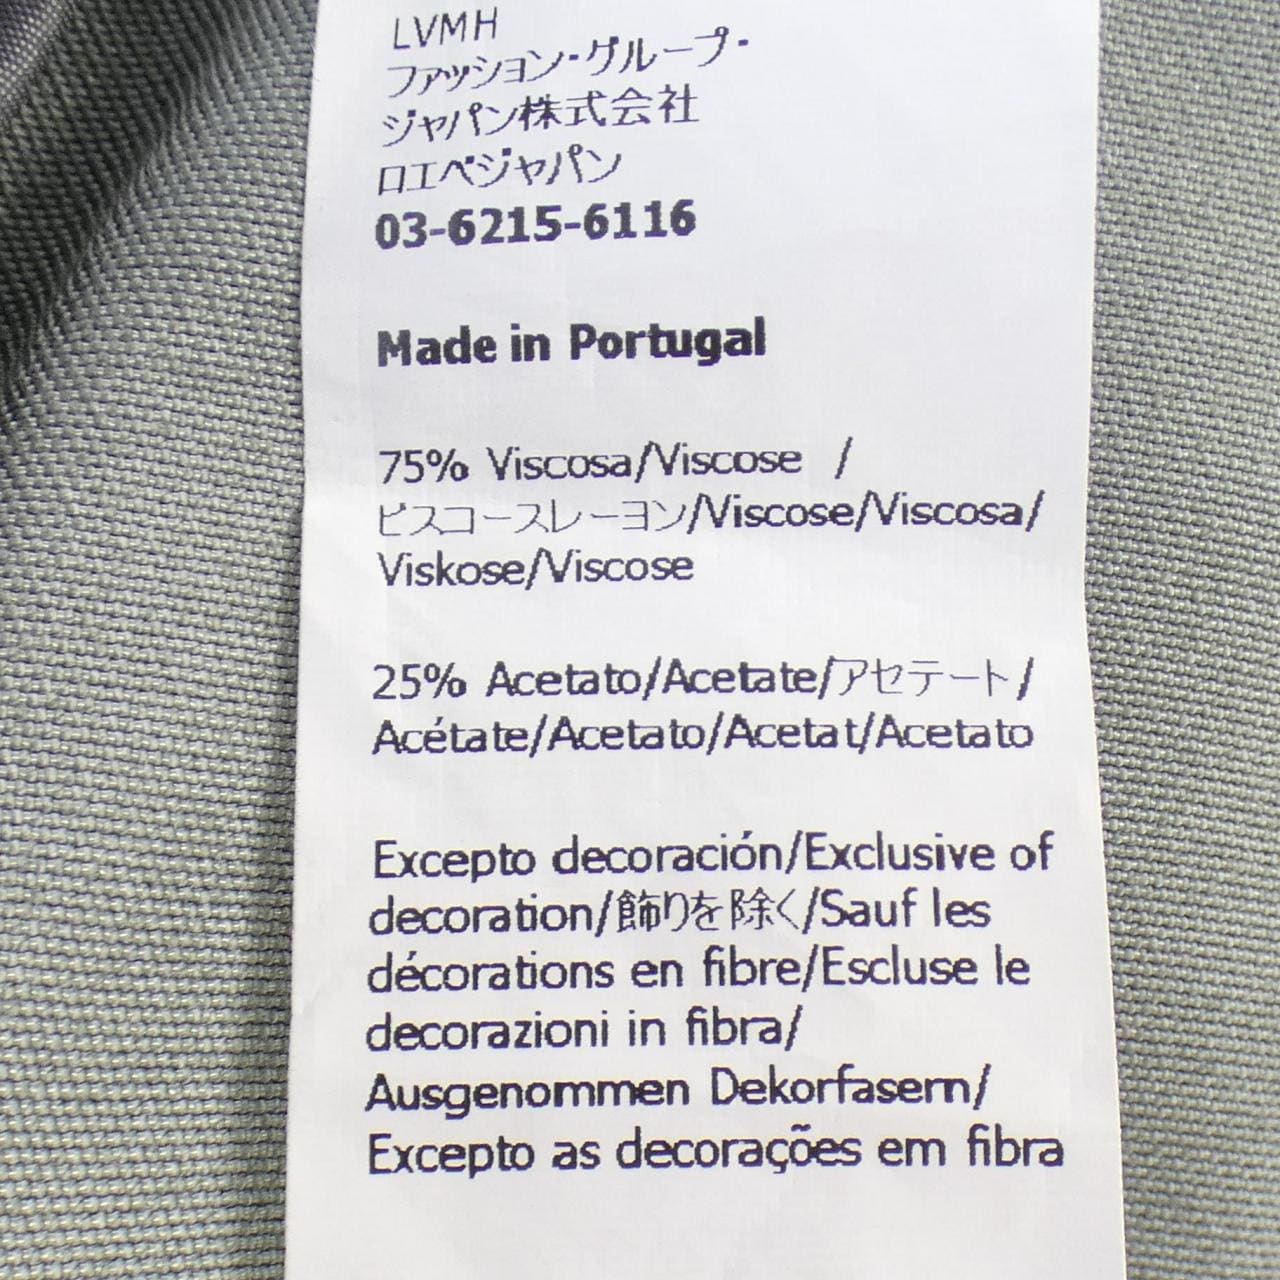 LVMH
ファッション・グループ・
ジャパン株式会社
ロエベジャパン
03-6215-6116
Made in Portugal
75% Viscosa/Viscose /
ビスコースレーヨン/Viscose/Viscosa/
Viskose/Viscose
25% Acetato/Acetate/アセテート/
Acétate/Acetato/Acetat/Acetato
Excepto decoración/Exclusive of
decoration/飾りを除く/Sauf les
décorations en fibre/Escluse le
decorazioni in fibra/
Ausgenommen Dekorfasern/
Excepto as decorações em fibra